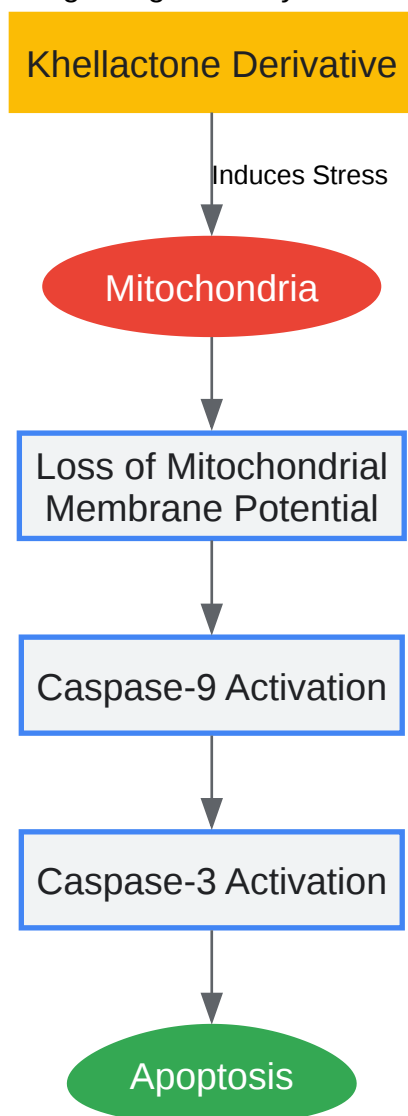 Khellactone Derivative
Induces Stress
Mitochondria
Loss of Mitochondrial
Membrane Potential
Caspase-9 Activation
Caspase-3 Activation
Apoptosis